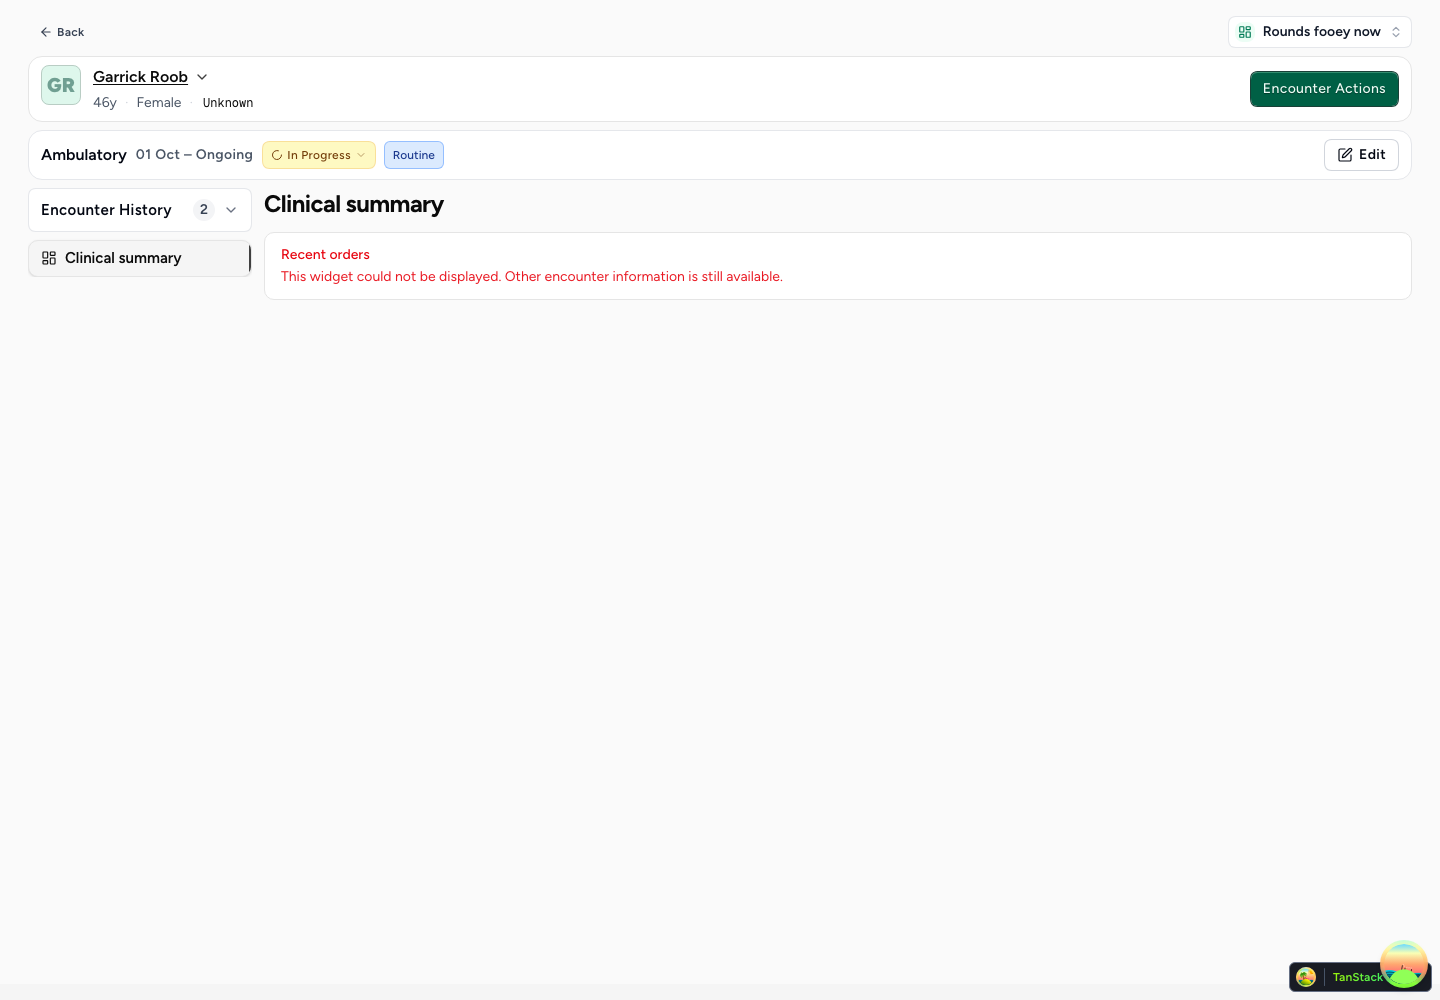 Back
Rounds fooey now
GR
Garrick Roob
46y · Female · Unknown
Encounter Actions
Ambulatory 01 Oct – Ongoing In Progress Routine
Edit
Encounter History 2
Clinical summary
Clinical summary
Recent orders
This widget could not be displayed. Other encounter information is still available.
TanStack